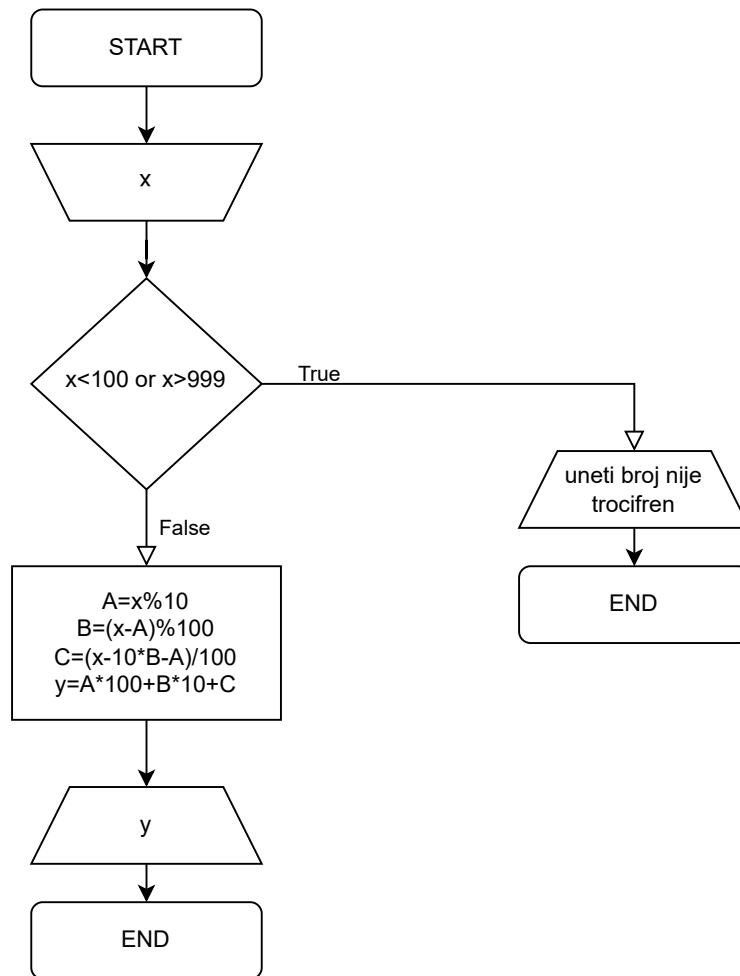 START
x
x<100 or x>999
True
False
uneti broj nije
trocifren
END
A=x%10
B=(x-A)%100
C=(x-10*B-A)/100
y=A*100+B*10+C
y
END